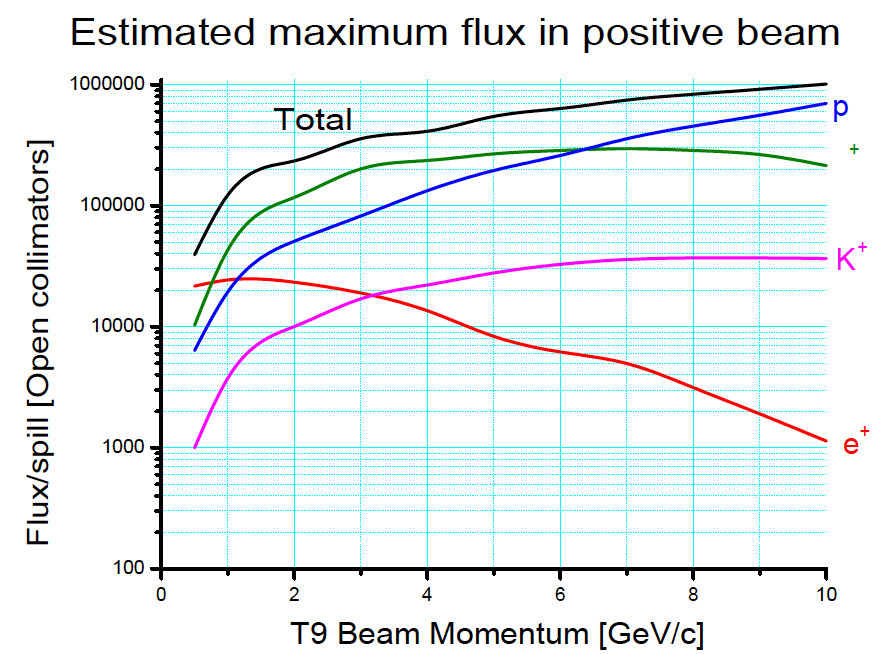 Estimated maximum flux in positive beam
Flux/spill [Open collimators]
1000000
100000
10000
1000
100
Total
p
+
K+
e+
0 2 4 6 8 10
T9 Beam Momentum [GeV/c]